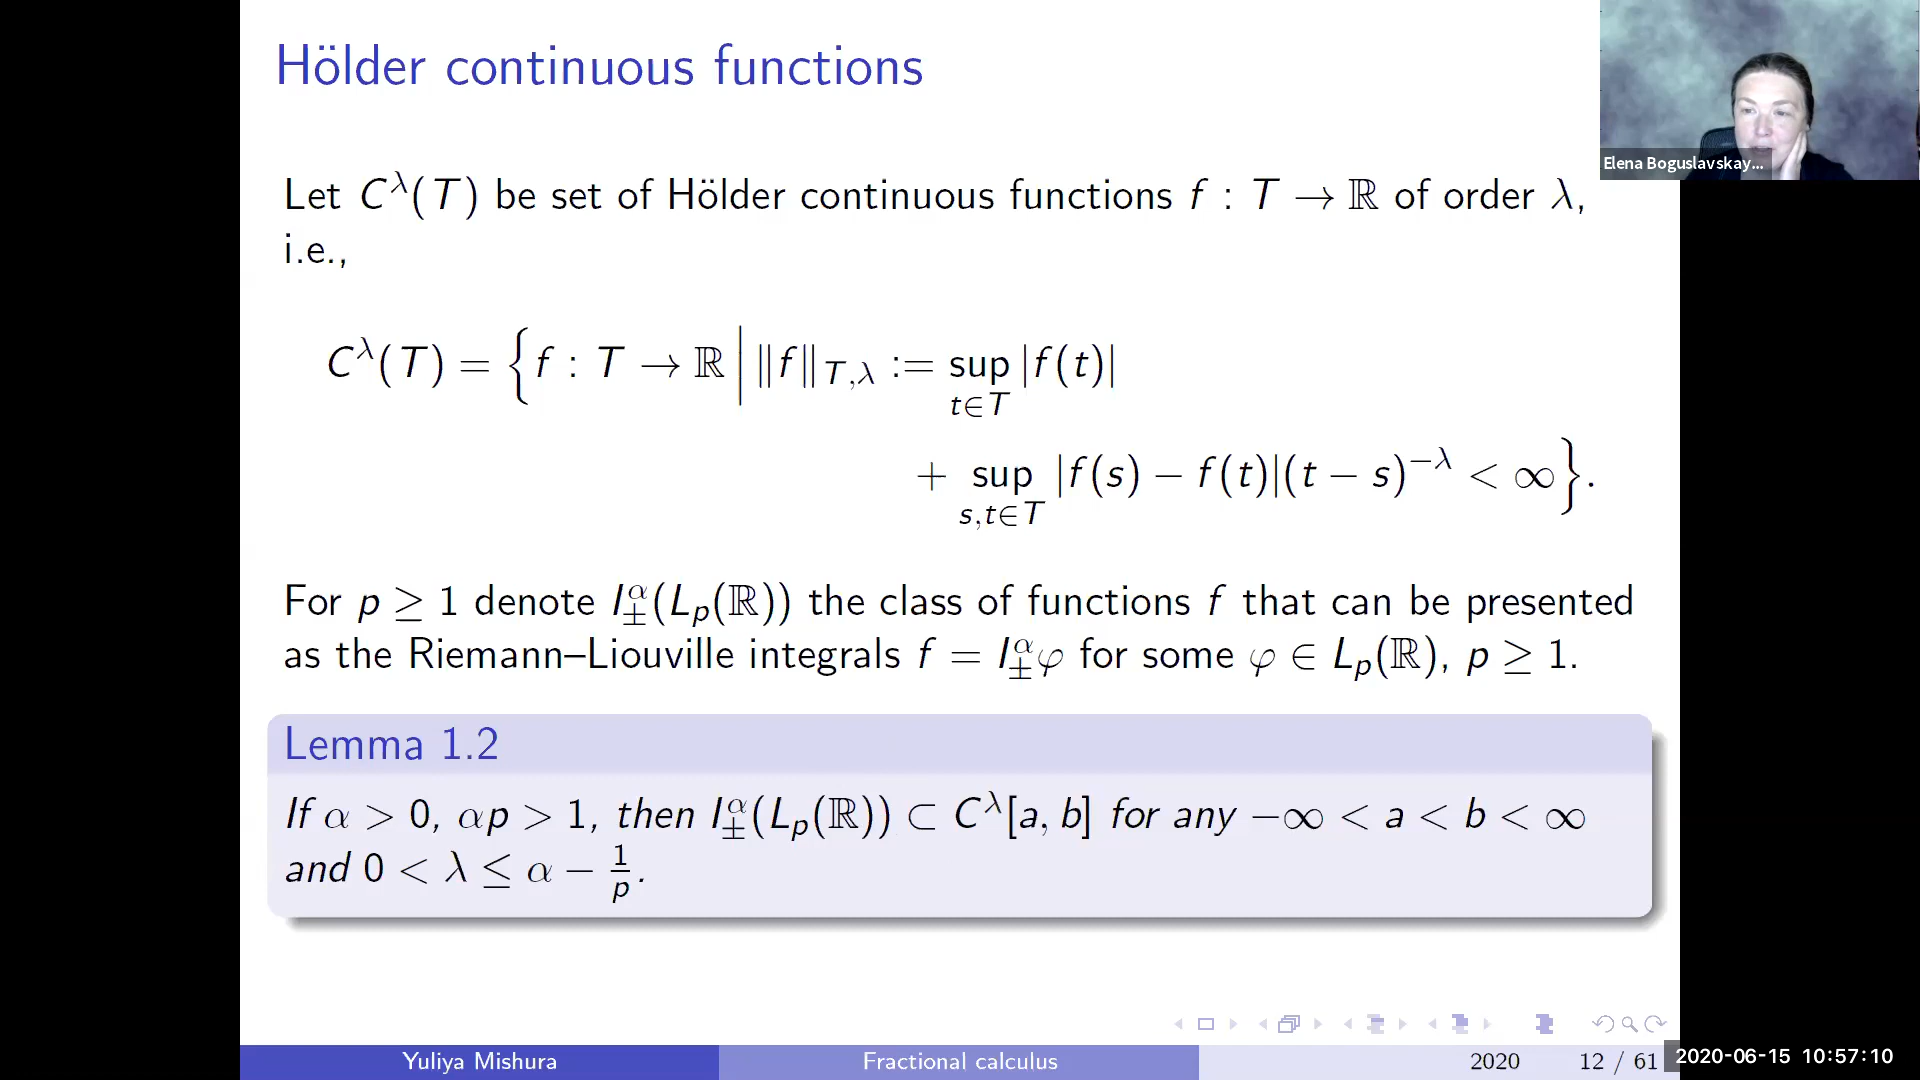 Hölder continuous functions
Elena Boguslavskay...
Let C^λ(T) be set of Hölder continuous functions f : T → ℝ of order λ,
i.e.,
C^λ(T) = { f : T → ℝ | ‖f‖_{T,λ} := sup_{t∈T} |f(t)|
+ sup_{s,t∈T} |f(s) − f(t)|(t − s)^{−λ} < ∞ }.
For p ≥ 1 denote I^α_±(L_p(ℝ)) the class of functions f that can be presented
as the Riemann–Liouville integrals f = I^α_± φ for some φ ∈ L_p(ℝ), p ≥ 1.
Lemma 1.2
If α > 0, αp > 1, then I^α_±(L_p(ℝ)) ⊂ C^λ[a, b] for any −∞ < a < b < ∞
and 0 < λ ≤ α − 1/p.
Yuliya Mishura Fractional calculus 2020 12 / 61
2020-06-15 10:57:10